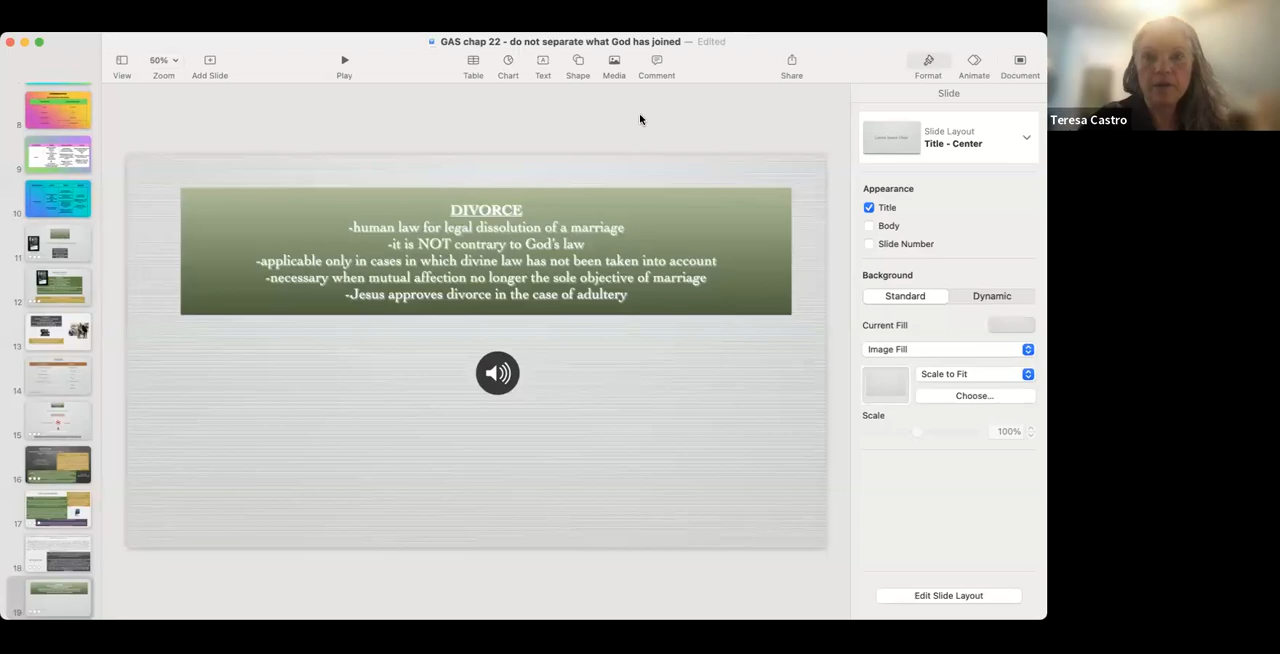 GAS chap 22 - do not separate what God has joined — Edited
View
50%
Zoom
Add Slide
Play
Table
Chart
Text
Shape
Media
Comment
Share
Format
Animate
Document
Teresa Castro
8
9
10
11
12
13
14
15
16
17
18
19
DIVORCE
-human law for legal dissolution of a marriage
-it is NOT contrary to God's law
-applicable only in cases in which divine law has not been taken into account
-necessary when mutual affection no longer the sole objective of marriage
-Jesus approves divorce in the case of adultery
Slide
Slide Layout
Title - Center
Appearance
Title
Body
Slide Number
Background
Standard
Dynamic
Current Fill
Image Fill
Scale to Fit
Choose...
Scale
100%
Edit Slide Layout